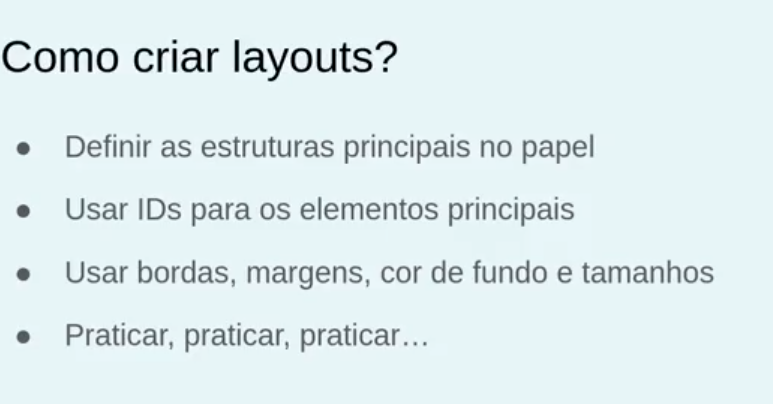 Como criar layouts?
● Definir as estruturas principais no papel
● Usar IDs para os elementos principais
● Usar bordas, margens, cor de fundo e tamanhos
● Praticar, praticar, praticar…